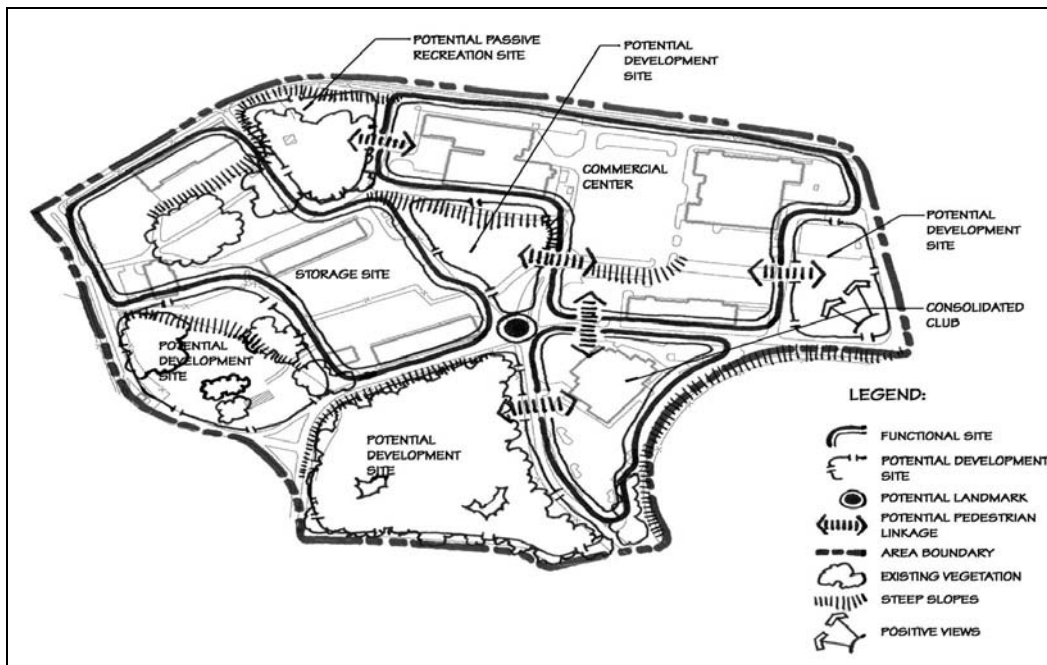 POTENTIAL PASSIVE
RECREATION SITE
POTENTIAL
DEVELOPMENT
SITE
COMMERCIAL
CENTER
POTENTIAL
DEVELOPMENT
SITE
STORAGE SITE
CONSOLIDATED
CLUB
POTENTIAL
DEVELOPMENT
SITE
POTENTIAL
DEVELOPMENT
SITE
LEGEND:
FUNCTIONAL SITE
POTENTIAL DEVELOPMENT
SITE
POTENTIAL LANDMARK
POTENTIAL PEDESTRIAN
LINKAGE
AREA BOUNDARY
EXISTING VEGETATION
STEEP SLOPES
POSITIVE VIEWS